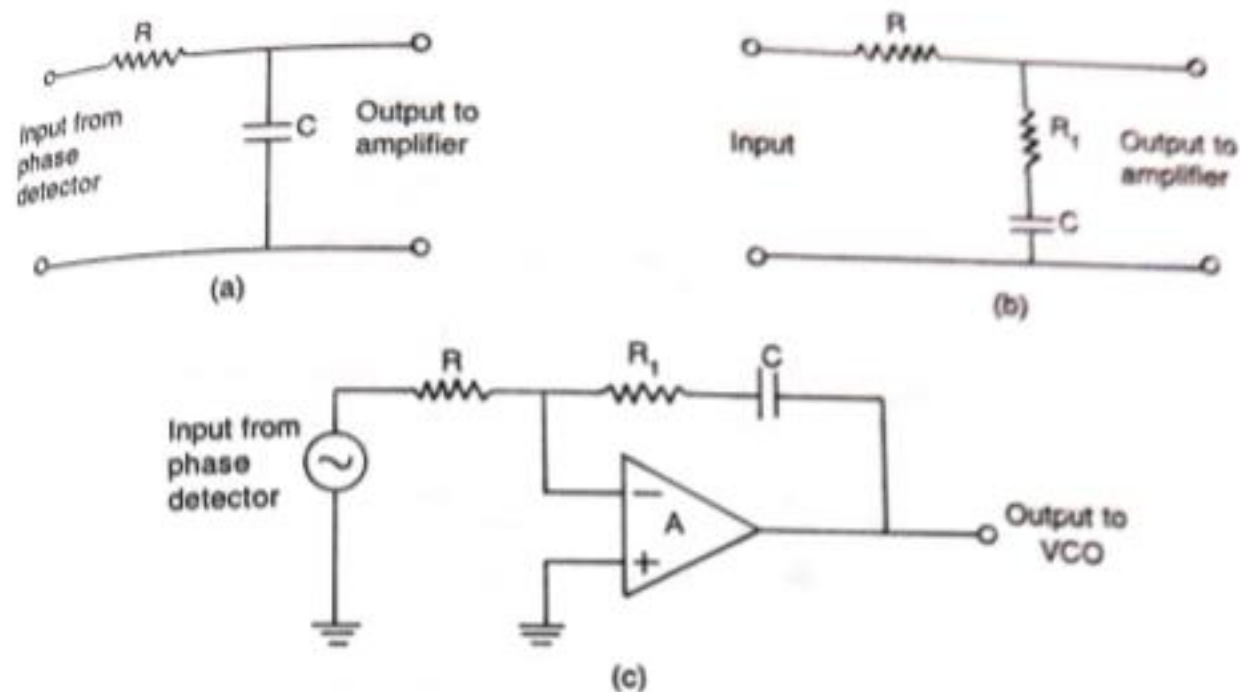 R
C
Input from
phase
detector
Output to
amplifier
(a)
R
R1
Input
Output to
amplifier
C
(b)
R
R1
C
Input from
phase
detector
−
A
+
Output to
VCO
(c)